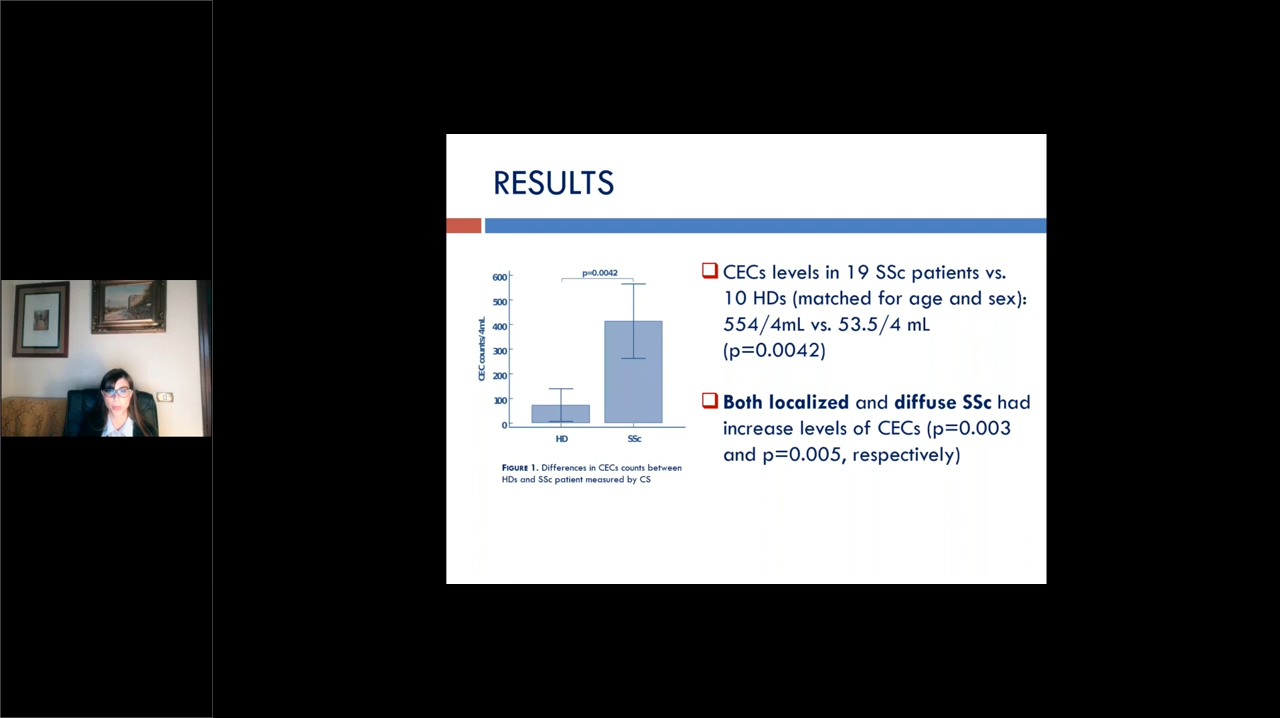 RESULTS
p=0.0042
600
500
400
300
200
100
0
CEC counts/4mL
HD
SSc
FIGURE 1. Differences in CECs counts between
HDs and SSc patient measured by CS
CECs levels in 19 SSc patients vs.
10 HDs (matched for age and sex):
554/4mL vs. 53.5/4 mL
(p=0.0042)
Both localized and diffuse SSc had
increase levels of CECs (p=0.003
and p=0.005, respectively)